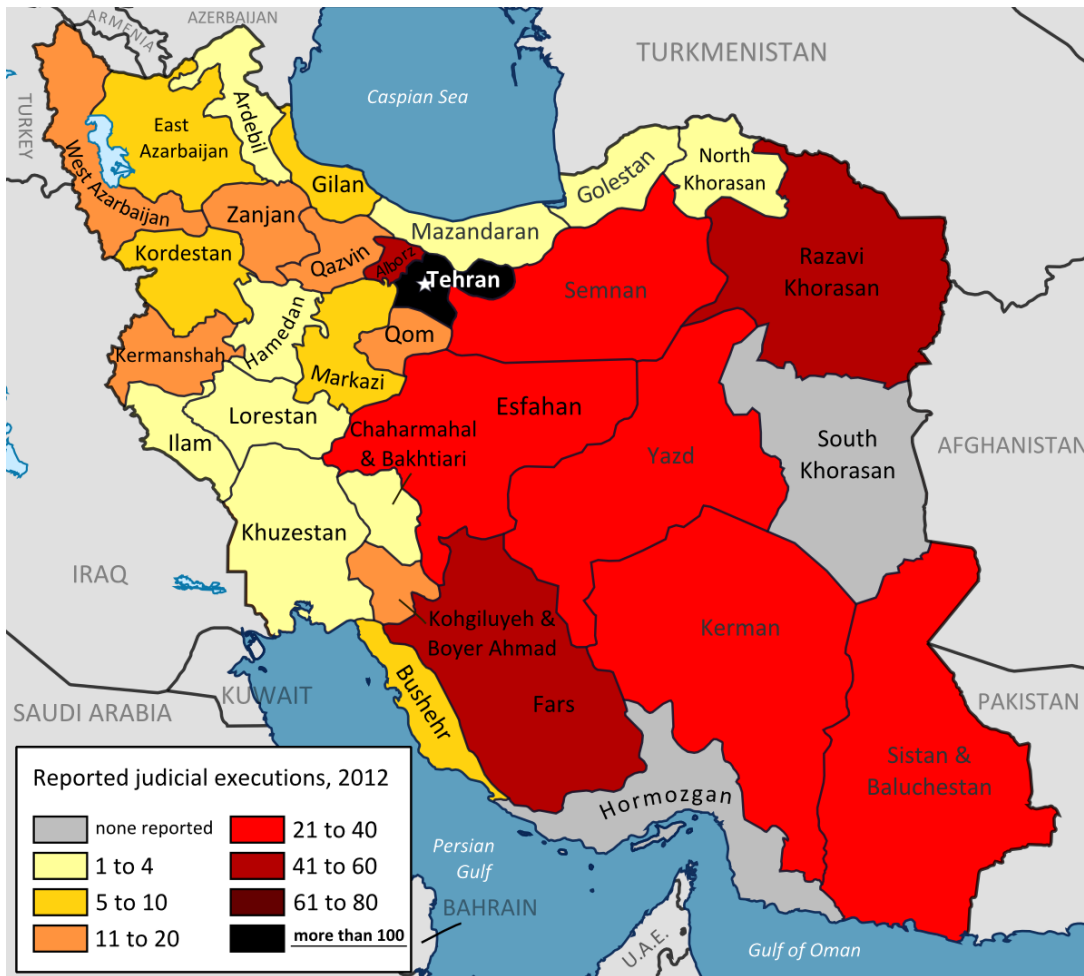 ARMENIA
AZERBAIJAN
TURKMENISTAN
TURKEY
Caspian Sea
Ardebil
East
Azarbaijan
West Azarbaijan
Gilan
Golestan
North
Khorasan
Zanjan
Mazandaran
Kordestan
Qazvin
Alborz
Tehran
Razavi
Khorasan
Semnan
Hamedan
Qom
Kermanshah
Markazi
Lorestan
Esfahan
Chaharmahal
& Bakhtiari
Ilam
Yazd
South
Khorasan
AFGHANISTAN
Khuzestan
IRAQ
Kohgiluyeh &
Boyer Ahmad
Kerman
Bushehr
KUWAIT
Fars
PAKISTAN
SAUDI ARABIA
Sistan &
Baluchestan
Hormozgan
Reported judicial executions, 2012
none reported
1 to 4
5 to 10
11 to 20
21 to 40
41 to 60
61 to 80
more than 100
Persian
Gulf
BAHRAIN
U.A.E.
Gulf of Oman